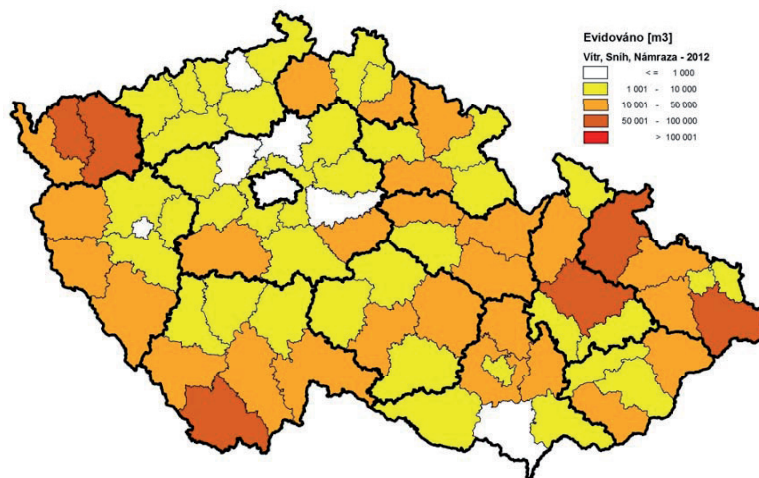 Evidováno [m3]
Vítr, Sníh, Námraza - 2012
< = 1 000
1 001 - 10 000
10 001 - 50 000
50 001 - 100 000
> 100 001